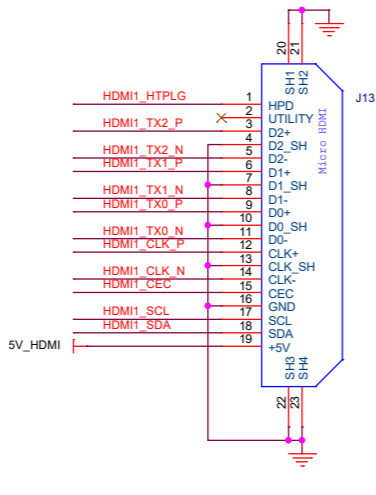 20
21
SH1
SH2
J13
Micro HDMI
HDMI1_HTPLG 1 HPD
2 UTILITY
HDMI1_TX2_P 3 D2+
4 D2_SH
HDMI1_TX2_N 5 D2-
HDMI1_TX1_P 6 D1+
7 D1_SH
HDMI1_TX1_N 8 D1-
HDMI1_TX0_P 9 D0+
10 D0_SH
HDMI1_TX0_N 11 D0-
HDMI1_CLK_P 12 CLK+
13 CLK_SH
HDMI1_CLK_N 14 CLK-
HDMI1_CEC 15 CEC
16 GND
HDMI1_SCL 17 SCL
HDMI1_SDA 18 SDA
5V_HDMI 19 +5V
SH3
SH4
22
23